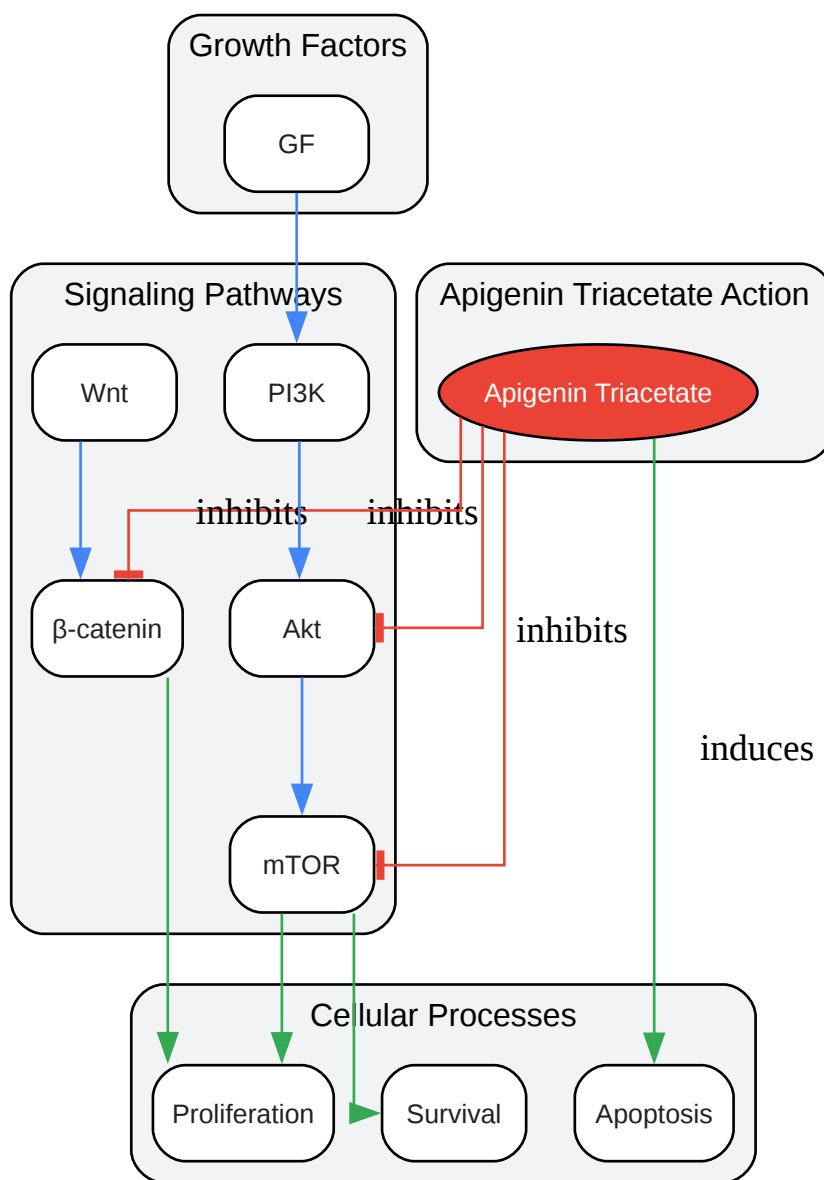 Growth Factors
GF
Signaling Pathways
Apigenin Triacetate Action
Wnt
PI3K
Apigenin Triacetate
inhibits
inhibits
β-catenin
Akt
inhibits
induces
mTOR
Cellular Processes
Proliferation
Survival
Apoptosis